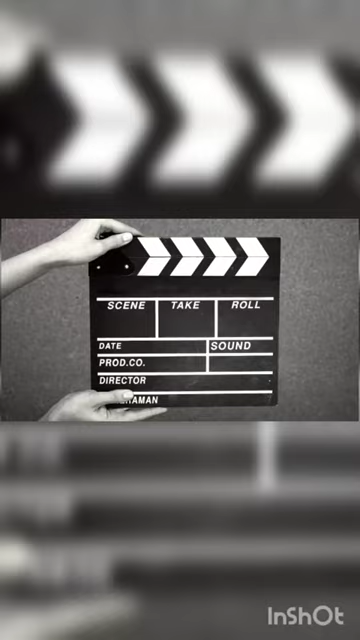 SCENE TAKE ROLL
DATE SOUND
PROD.CO.
DIRECTOR
InShOt